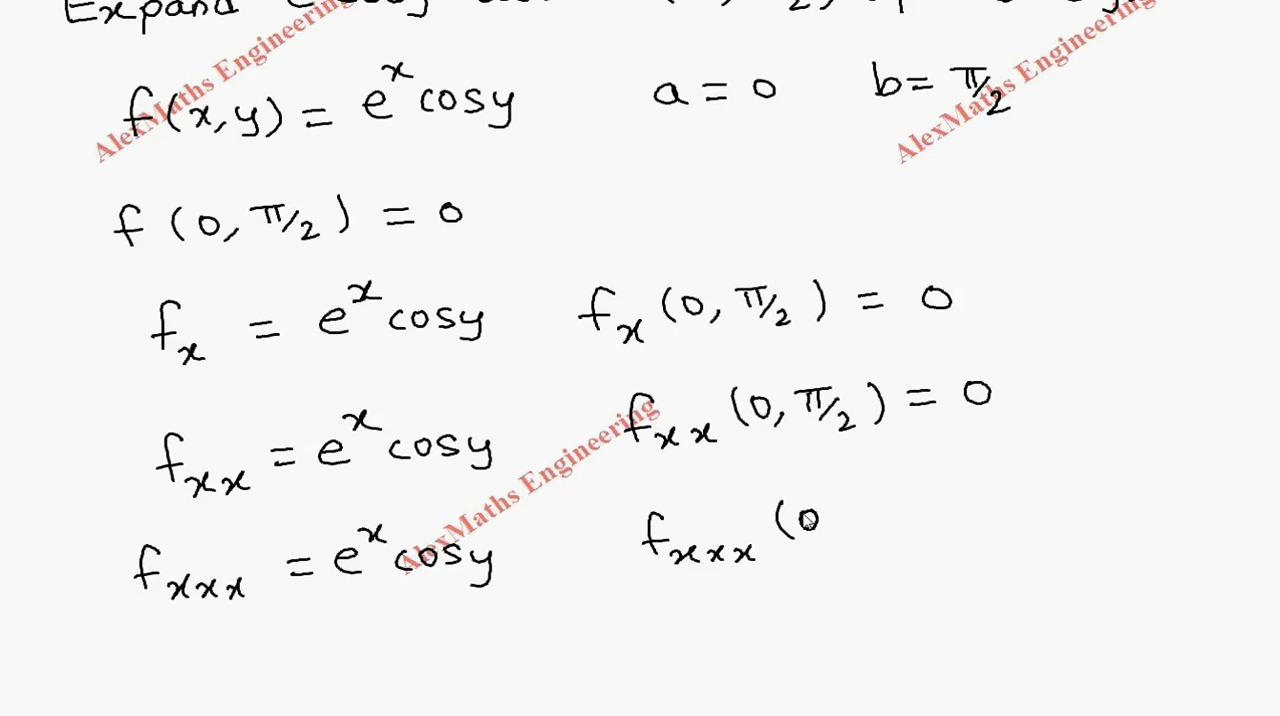 Expand
f(x,y) = e^x cosy a = 0 b = π/2
f(0, π/2) = 0
f_x = e^x cosy f_x (0, π/2) = 0
f_xx = e^x cosy f_xx (0, π/2) = 0
f_xxx = e^x cosy f_xxx (0
AlexMaths Engineering
AlexMaths Engineering
AlexMaths Engineering